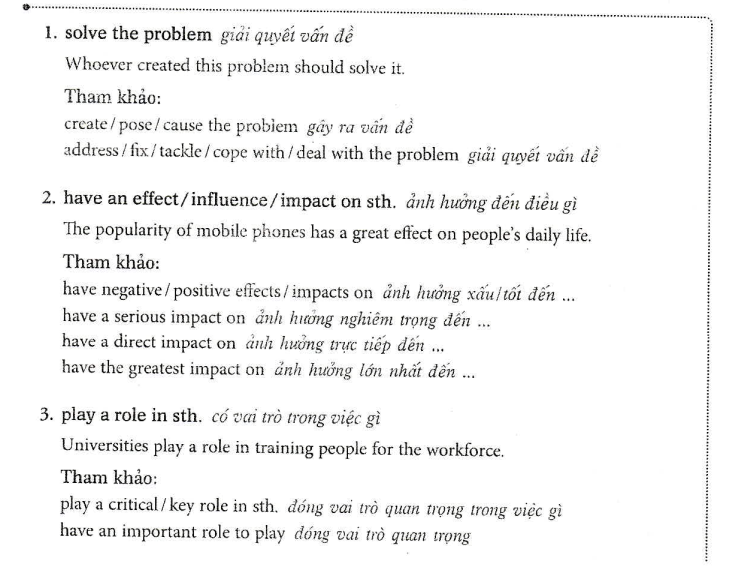 1. solve the problem giải quyết vấn đề
Whoever created this problem should solve it.
Tham khảo:
create / pose / cause the problem gây ra vấn đề
address / fix / tackle / cope with / deal with the problem giải quyết vấn đề
2. have an effect / influence / impact on sth. ảnh hưởng đến điều gì
The popularity of mobile phones has a great effect on people's daily life.
Tham khảo:
have negative / positive effects / impacts on ảnh hưởng xấu/tốt đến ...
have a serious impact on ảnh hưởng nghiêm trọng đến ...
have a direct impact on ảnh hưởng trực tiếp đến ...
have the greatest impact on ảnh hưởng lớn nhất đến ...
3. play a role in sth. có vai trò trong việc gì
Universities play a role in training people for the workforce.
Tham khảo:
play a critical / key role in sth. đóng vai trò quan trọng trong việc gì
have an important role to play đóng vai trò quan trọng